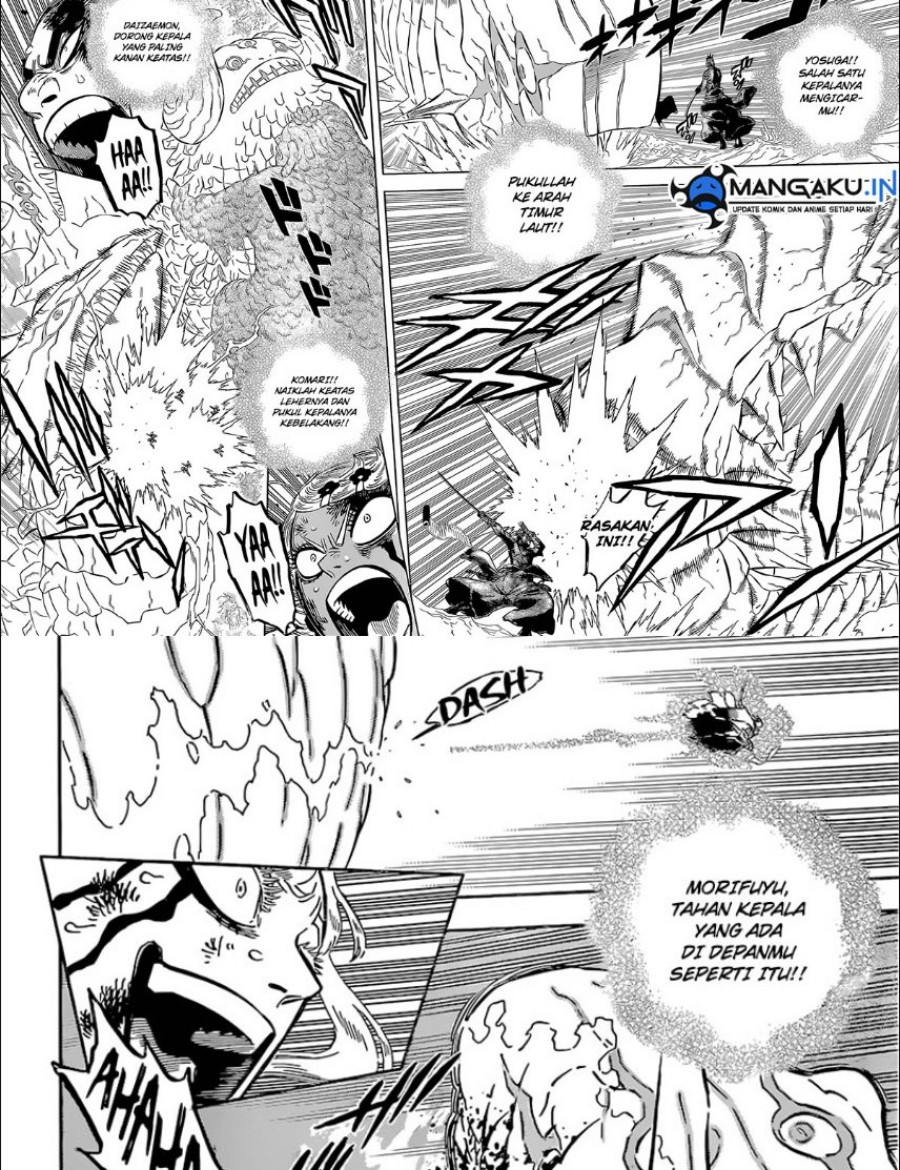 YOSUGA!!
SALAH SATU
KEPALANYA
MENGICAR-
MU!!
PUKULLAH
KE ARAH
TIMUR
LAUT!!
MANGAKU.IN
UPDATE KOMIK DAN ANIME SETIAP HARI
RASAKAN
INI!!
DAIZAEMON,
DORONG KEPALA
YANG PALING
KANAN KEATAS!!
HAA
AA!!
KOMARI!!
NAIKLAH KEATAS
LEHERNYA DAN
PUKUL KEPALANYA
KEBELAKANG!!
YAA
AA!!
DASH
MORIFUYU,
TAHAN KEPALA
YANG ADA
DI DEPANMU
SEPERTI ITU!!
AHAHA
HAHA